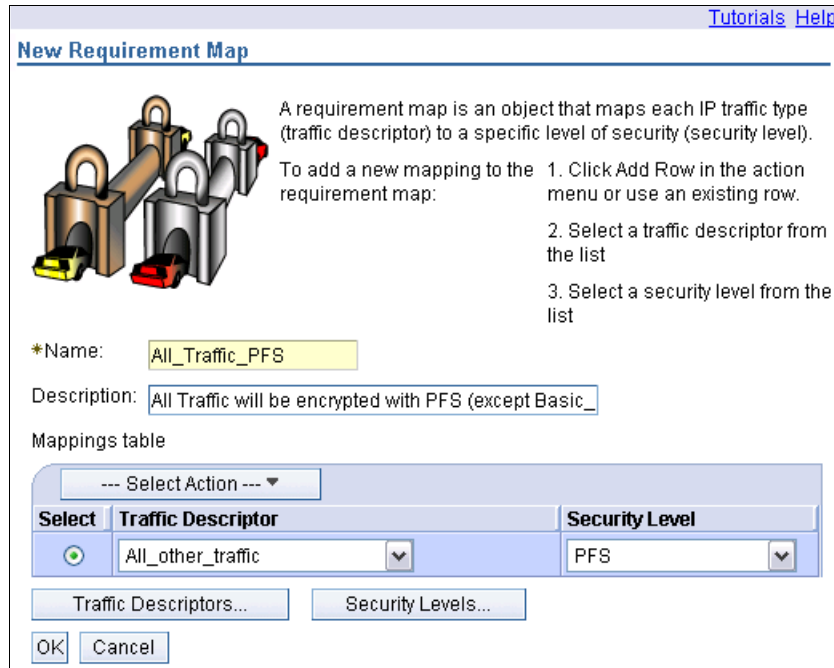 Tutorials Help
New Requirement Map
A requirement map is an object that maps each IP traffic type
(traffic descriptor) to a specific level of security (security level).
To add a new mapping to the
requirement map:
1. Click Add Row in the action
menu or use an existing row.
2. Select a traffic descriptor from
the list
3. Select a security level from the
list
*Name: All_Traffic_PFS
Description: All Traffic will be encrypted with PFS (except Basic_
Mappings table
--- Select Action ---
Select Traffic Descriptor Security Level
All_other_traffic PFS
Traffic Descriptors... Security Levels...
OK Cancel